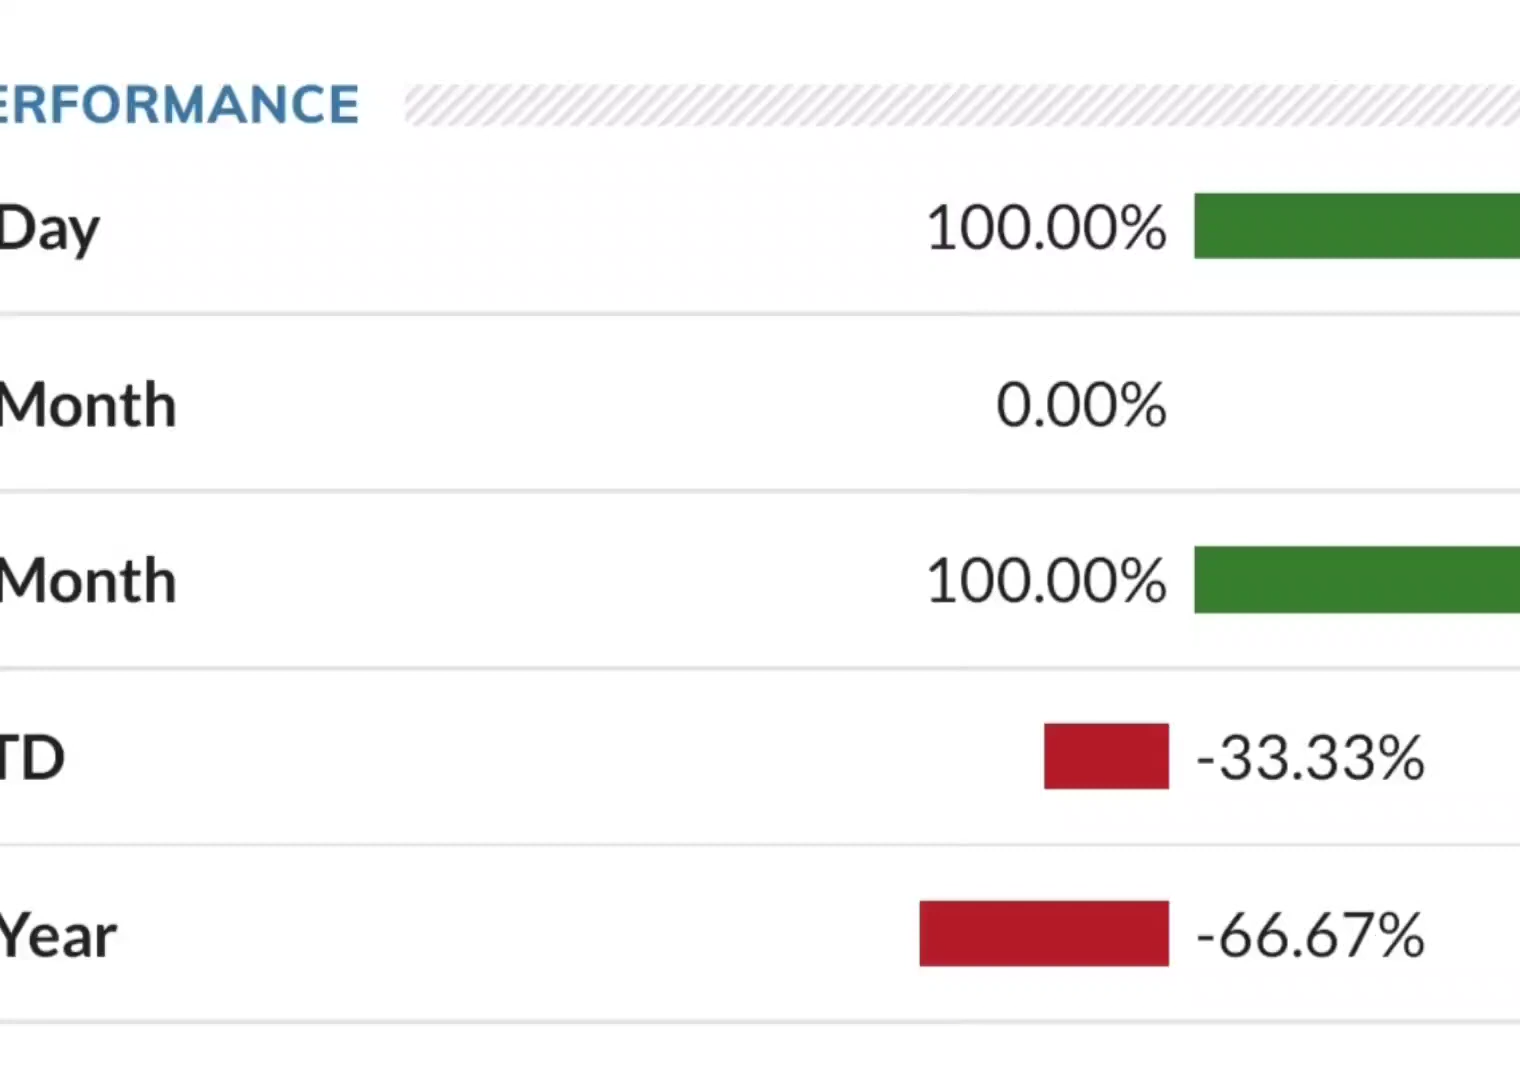 ERFORMANCE
Day 100.00%
Month 0.00%
Month 100.00%
TD -33.33%
Year -66.67%